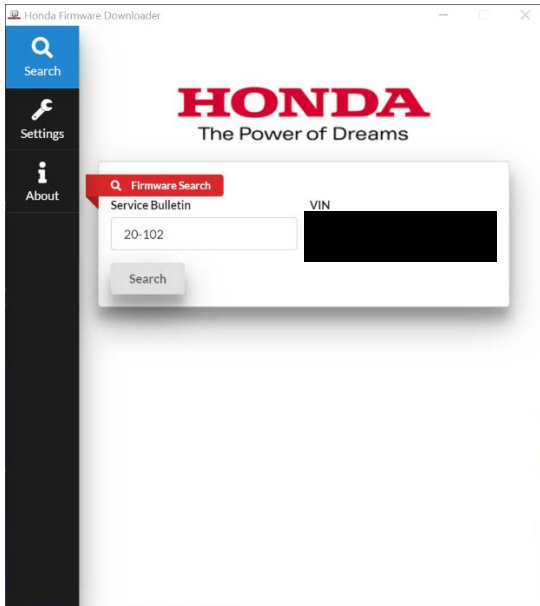 Honda Firmware Downloader
Search
Settings
About
HONDA
The Power of Dreams
Firmware Search
Service Bulletin
VIN
20-102
Search